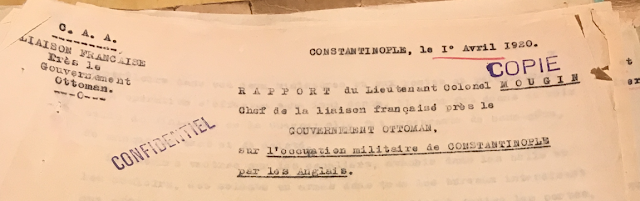 C. A. A.
LIAISON FRANCAISE
Près le
Gouvernement
Ottoman.
---O---
CONSTANTINOPLE, le 1° Avril 1920.
COPIE
CONFIDENTIEL
RAPPORT du Lieutenant Colonel MOUGIN
Chef de la liaison française près le
GOUVERNEMENT OTTOMAN,
sur l'occupation militaire de CONSTANTINOPLE
par les Anglais.